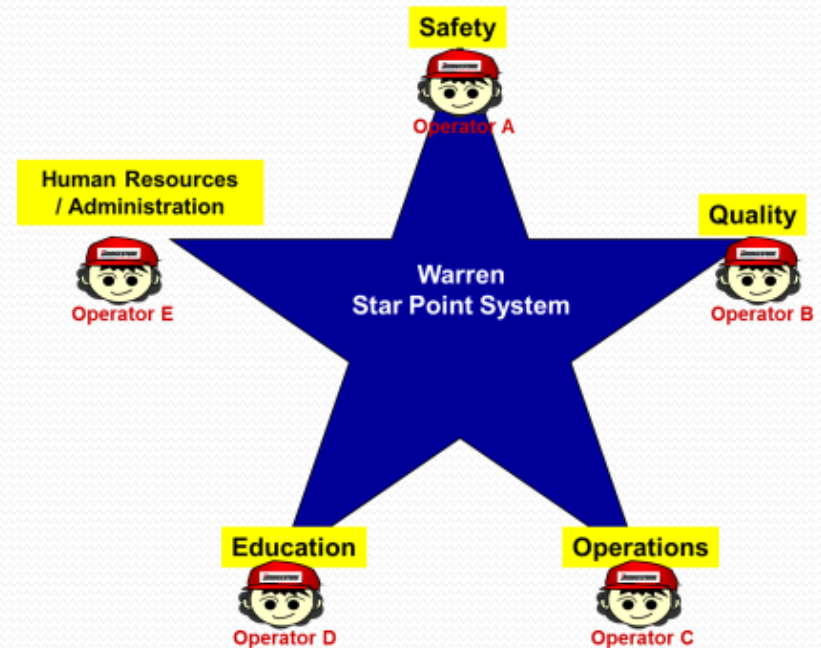 Safety
Operator A
Human Resources
/ Administration
Operator E
Quality
Operator B
Warren
Star Point System
Education
Operator D
Operations
Operator C